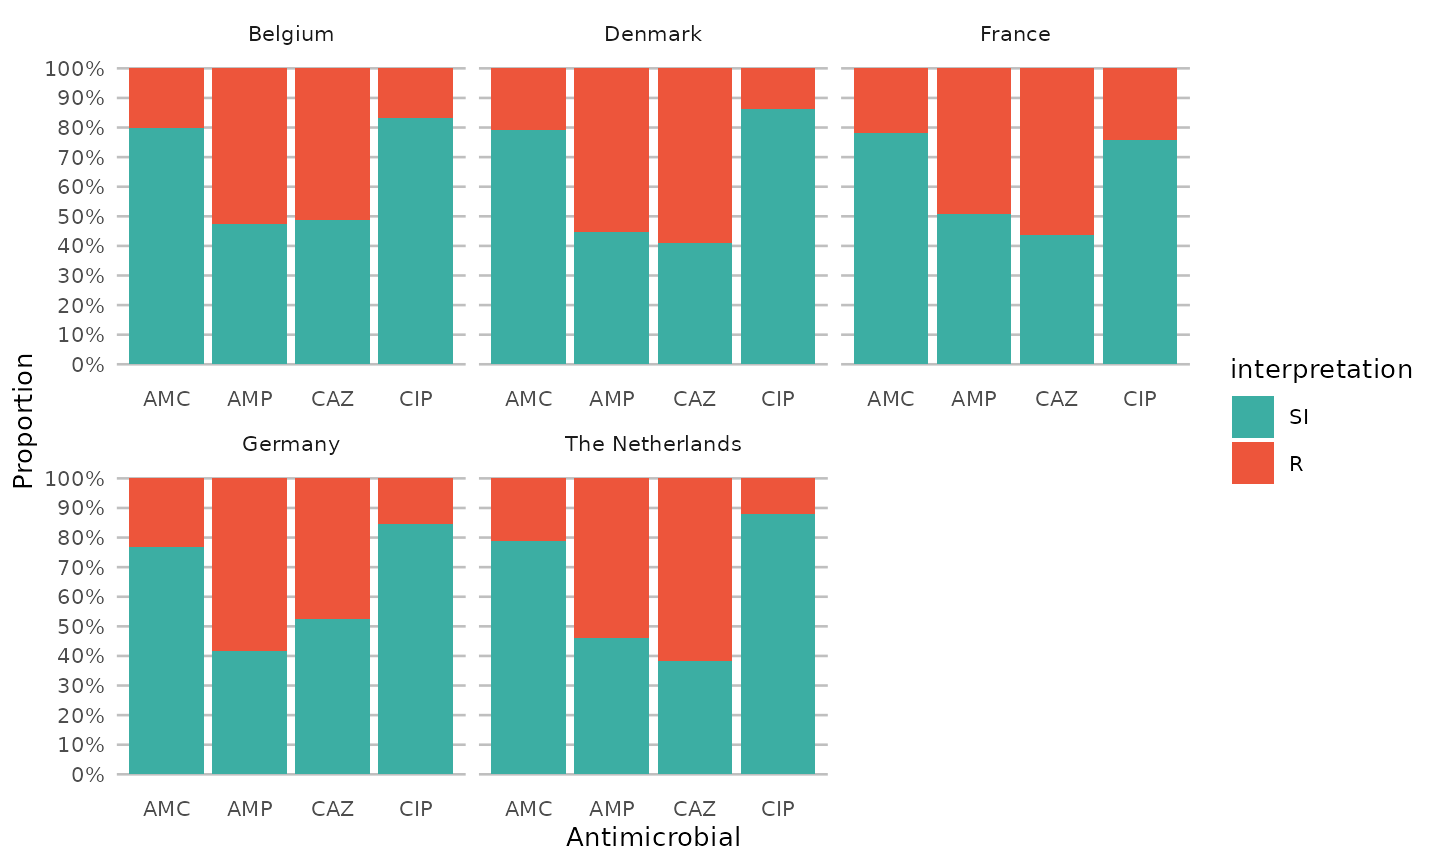 Belgium
Denmark
France
100%
90%
80%
70%
60%
50%
40%
30%
20%
10%
0%
AMC AMP CAZ CIP
AMC AMP CAZ CIP
AMC AMP CAZ CIP
Germany
The Netherlands
100%
90%
80%
70%
60%
50%
40%
30%
20%
10%
0%
AMC AMP CAZ CIP
AMC AMP CAZ CIP
Proportion
Antimicrobial
interpretation
SI
R